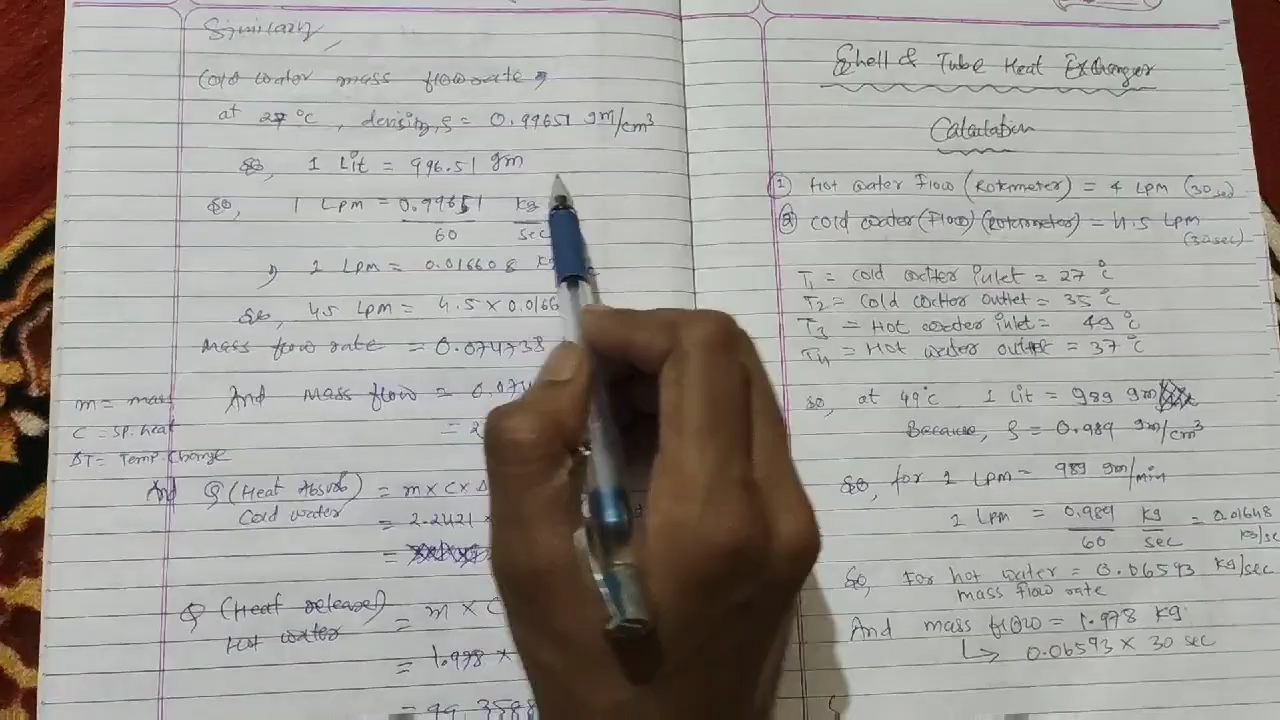 Similarly,
Cold water mass flow rate ⇒
at 27 °C, density, ρ = 0.99651 gm/cm³
so, 1 Lit = 996.51 gm
so, 1 Lpm = 0.99651 / 60 kg / sec
⇒ 1 Lpm = 0.016608
so, 4.5 Lpm = 4.5 × 0.0166
mass flow rate = 0.074738
And mass flow = 0.074
= 2
m = mass
C = sp. heat
ΔT = Temp. Change
And Q (Heat Absorb) Cold water = m × C × Δ
= 2.2421 ×
=
Q (Heat release) Hot water = m × C
= 1.978 ×
= 99.3588
Shell & Tube Heat Exchanger
Calculation
① Hot water Flow (Rotameter) = 4 LPM (30 sec)
② Cold water (Flow) (Rotameter) = 4.5 LPM
(30 sec)
T1 = Cold water inlet = 27 °C
T2 = Cold water outlet = 35 °C
T3 = Hot water inlet = 49 °C
T4 = Hot water outlet = 37 °C
so, at 49°C 1 Lit = 989 gm
Because, ρ = 0.989 gm/cm³
so, for 1 LPM = 989 gm/min
1 LPM = 0.989 / 60 kg / sec = 0.01648 kg/se
so, For hot water = 0.06593 kg/sec
mass flow rate
And mass flow = 1.978 kg
↳ 0.06593 × 30 sec